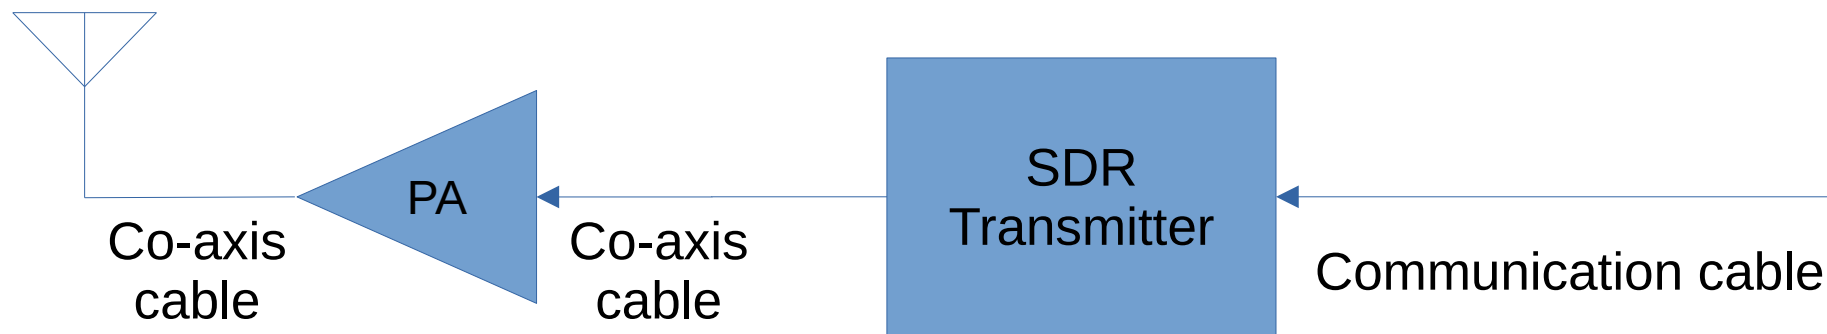 Co-axis
cable
PA
Co-axis
cable
SDR
Transmitter
Communication cable